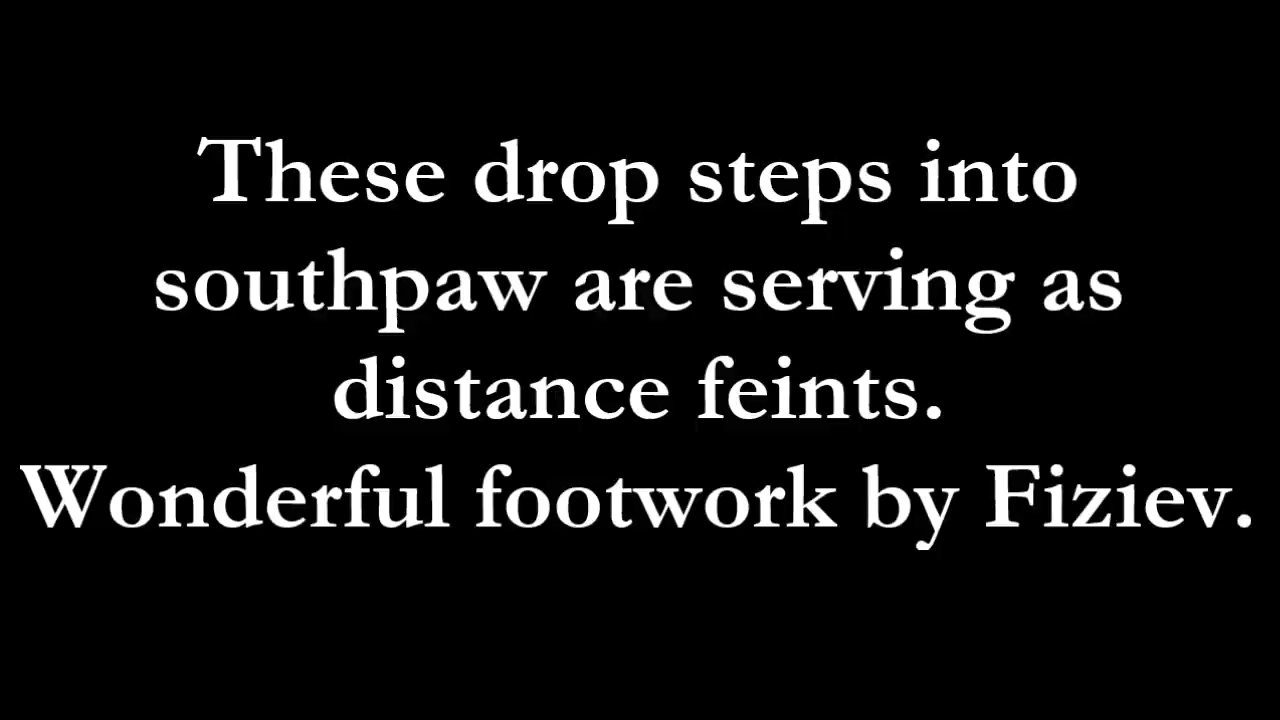 These drop steps into
southpaw are serving as
distance feints.
Wonderful footwork by Fiziev.